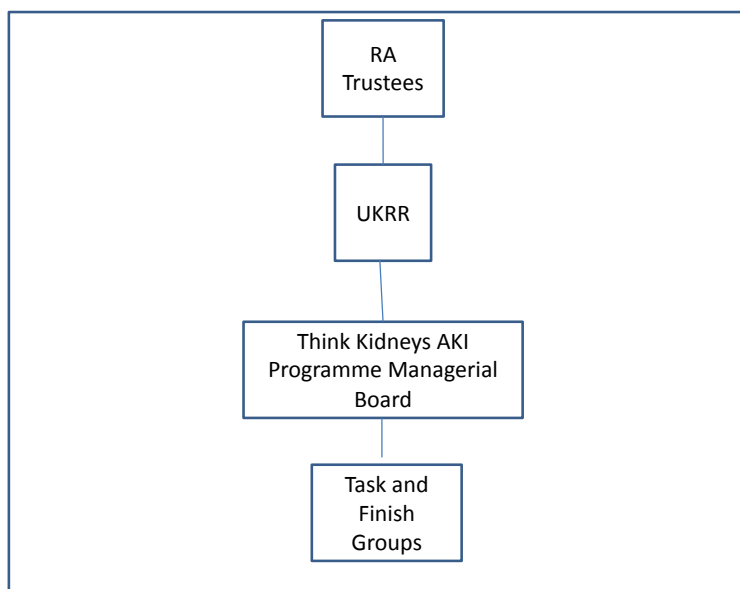 RA
Trustees
UKRR
Think Kidneys AKI
Programme Managerial
Board
Task and
Finish
Groups